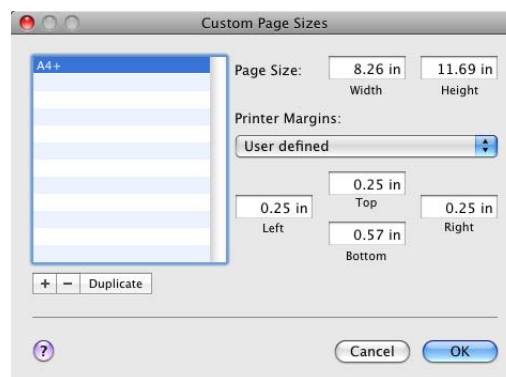 Custom Page Sizes
A4+
Page Size:
8.26 in
11.69 in
Width
Height
Printer Margins:
User defined
0.25 in
Top
0.25 in
Left
0.25 in
Right
0.57 in
Bottom
+ − Duplicate
?
Cancel
OK